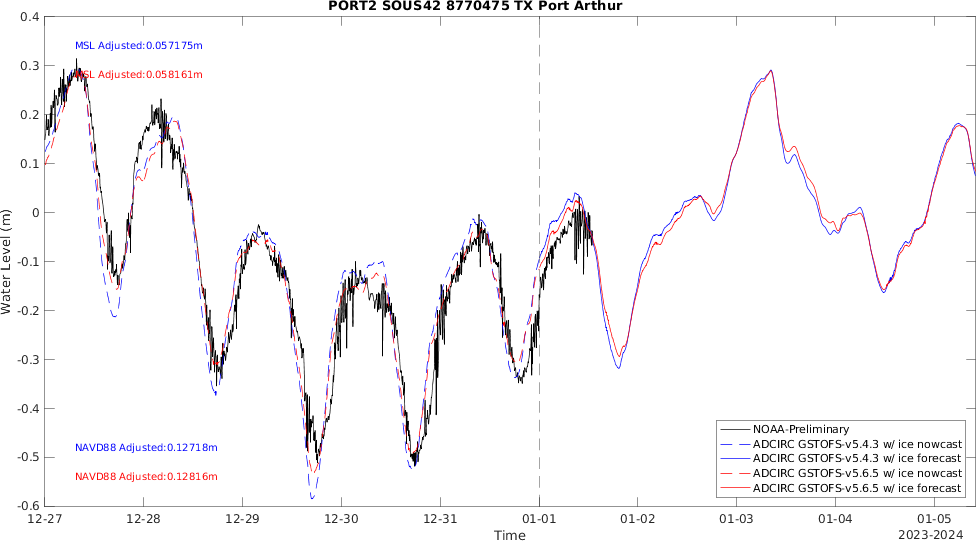 PORT2 SOUS42 8770475 TX Port Arthur
0.4
MSL Adjusted:0.057175m
0.3
MSL Adjusted:0.058161m
0.2
0.1
0
-0.1
-0.2
-0.3
-0.4
-0.5
-0.6
Water Level (m)
NAVD88 Adjusted:0.12718m
NAVD88 Adjusted:0.12816m
NOAA-Preliminary
ADCIRC GSTOFS-v5.4.3 w/ ice nowcast
ADCIRC GSTOFS-v5.4.3 w/ ice forecast
ADCIRC GSTOFS-v5.6.5 w/ ice nowcast
ADCIRC GSTOFS-v5.6.5 w/ ice forecast
12-27 12-28 12-29 12-30 12-31 01-01 01-02 01-03 01-04 01-05
Time
2023-2024